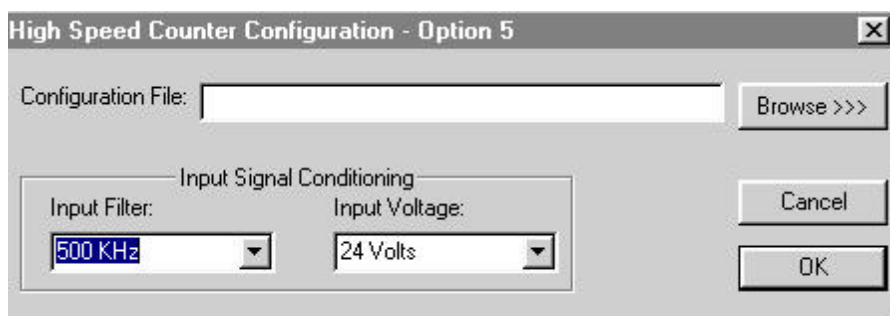 High Speed Counter Configuration - Option 5
Configuration File:
Browse >>>
Input Signal Conditioning
Input Filter:
Input Voltage:
500 KHz
24 Volts
Cancel
OK